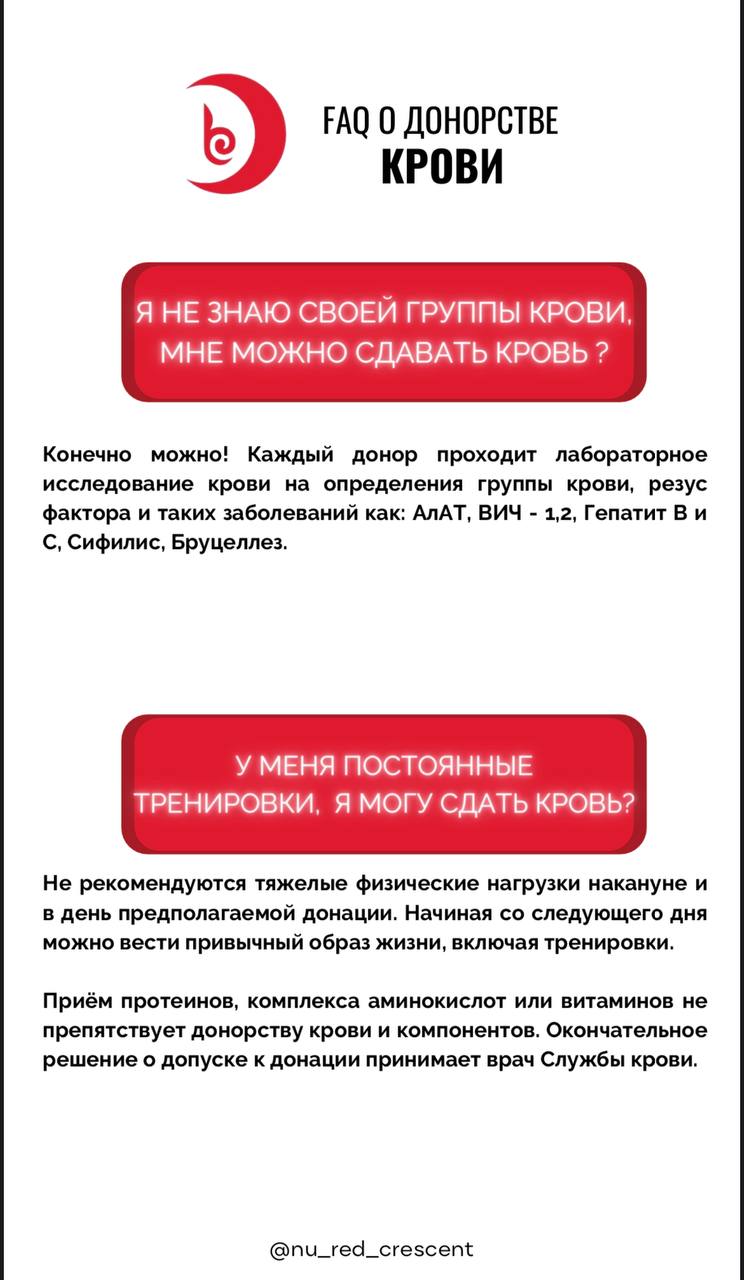 FAQ О ДОНОРСТВЕ
КРОВИ
Я НЕ ЗНАЮ СВОЕЙ ГРУППЫ КРОВИ,
МНЕ МОЖНО СДАВАТЬ КРОВЬ ?
Конечно можно! Каждый донор проходит лабораторное
исследование крови на определения группы крови, резус
фактора и таких заболеваний как: АлАТ, ВИЧ - 1,2, Гепатит В и
С, Сифилис, Бруцеллез.
У МЕНЯ ПОСТОЯННЫЕ
ТРЕНИРОВКИ, Я МОГУ СДАТЬ КРОВЬ?
Не рекомендуются тяжелые физические нагрузки накануне и
в день предполагаемой донации. Начиная со следующего дня
можно вести привычный образ жизни, включая тренировки.
Приём протеинов, комплекса аминокислот или витаминов не
препятствует донорству крови и компонентов. Окончательное
решение о допуске к донации принимает врач Службы крови.
@nu_red_crescent